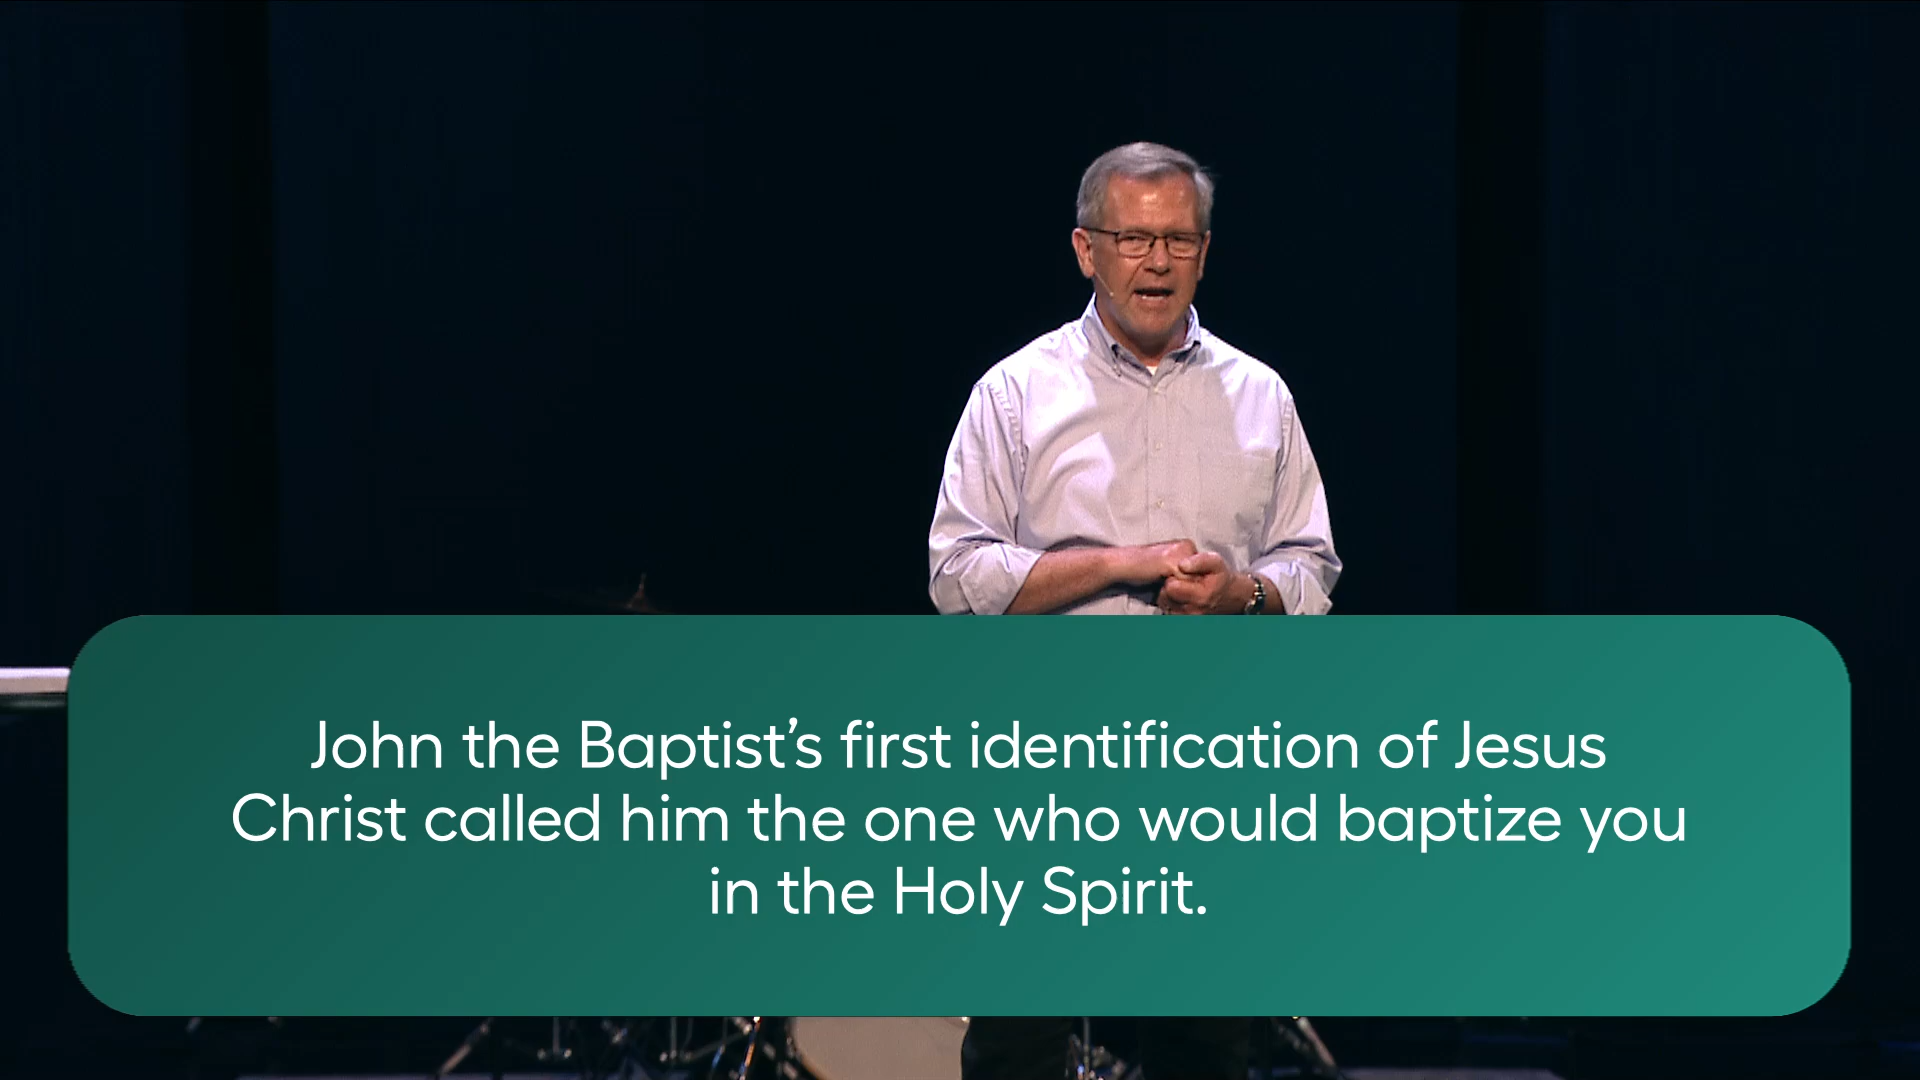 John the Baptist’s first identification of Jesus
Christ called him the one who would baptize you
in the Holy Spirit.